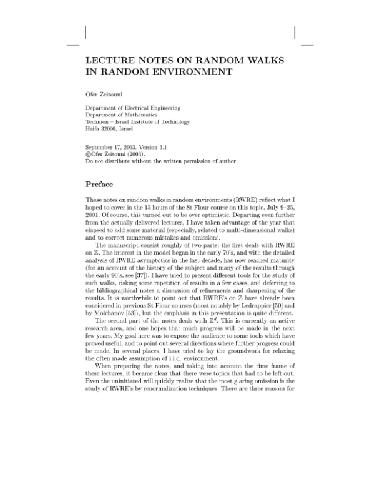 LECTURE NOTES ON RANDOM WALKS
IN RANDOM ENVIRONMENT
Ofer Zeitouni
Department of Electrical Engineering
Department of Mathematics
Technion - Israel Institute of Technology
Haifa 32000, Israel
September 17, 2003. Version 1.1
©Ofer Zeitouni (2003).
Do not distribute without the written permission of author
Preface
These notes on random walks in random environments (RWRE) reflect what I
hoped to cover in the 15 hours of the St Flour course on this topic, July 9-25,
2001. Of course, this turned out to be over optimistic. Departing even further
from the actually delivered lectures, I have taken advantage of the year that
elapsed to add some material (especially, related to multi-dimensional walks)
and to correct numerous mistakes and omissions.
The manuscript consist roughly of two parts: the first deals with RWRE
on Z. The interest in the model began in the early 70's, and with the detailed
analysis of RWRE asymptotics in the last decade, has now reached maturity
(for an account of the history of the subject and many of the results through
the early 90's, see [37]). I have tried to present different tools for the study of
such walks, taking some repetition of results in a few cases, and deferring to
the bibliographical notes a discussion of refinements and sharpening of the
results. It is worthwhile to point out that RWRE's on Z have already been
considered in previous St Flour courses (most notably by Ledrappier [50] and
by Molchanov [53]), but the emphasis in this presentation is quite different.
The second part of the notes deals with Z^d. This is currently an active
research area, and one hopes that much progress will be made in the next
few years. My goal here was to expose the audience to some tools which have
proved useful, and to point out several directions where further progress could
be made. In several places, I have tried to lay the groundwork for relaxing
the often made assumption of i.i.d. environment.
When preparing the notes, and taking into account the time frame of
these lectures, it became clear that there were topics that had to be left out.
Even the uninitiated will quickly realize that the most glaring omission is the
study of RWRE's by renormalization techniques. There are three reasons for